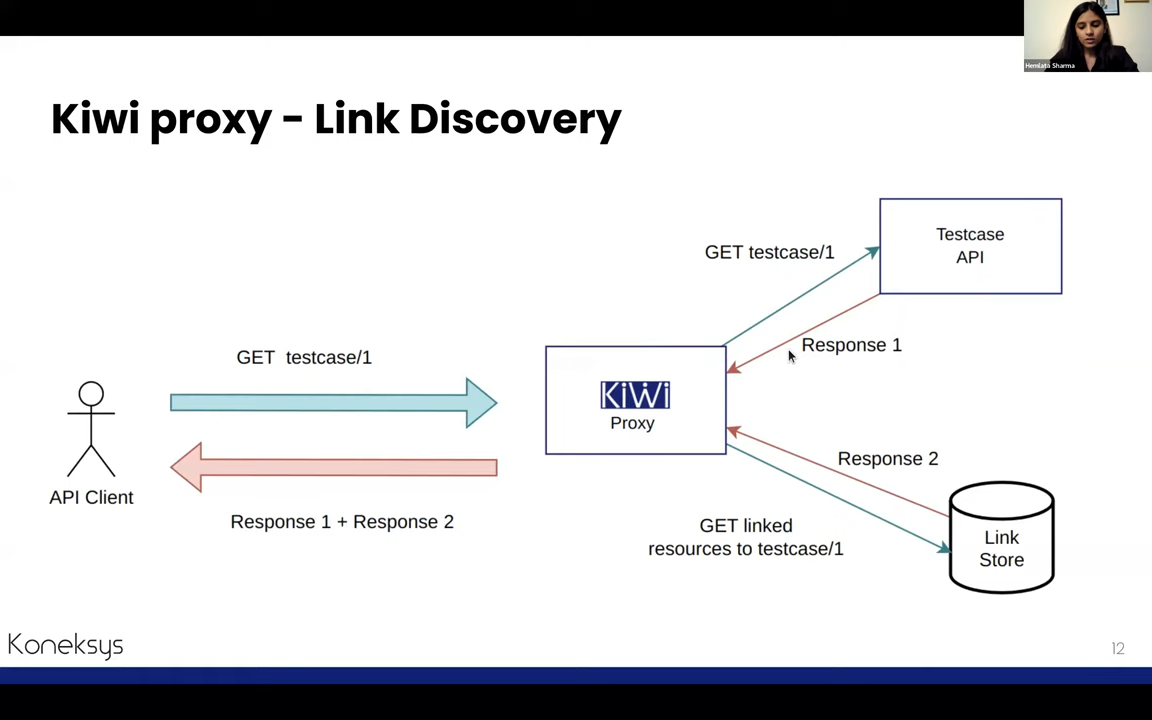 Hemlata Sharma
Kiwi proxy - Link Discovery
Testcase
API
GET testcase/1
Response 1
GET testcase/1
KiWi
Proxy
API Client
Response 1 + Response 2
Response 2
GET linked
resources to testcase/1
Link
Store
Koneksys
12